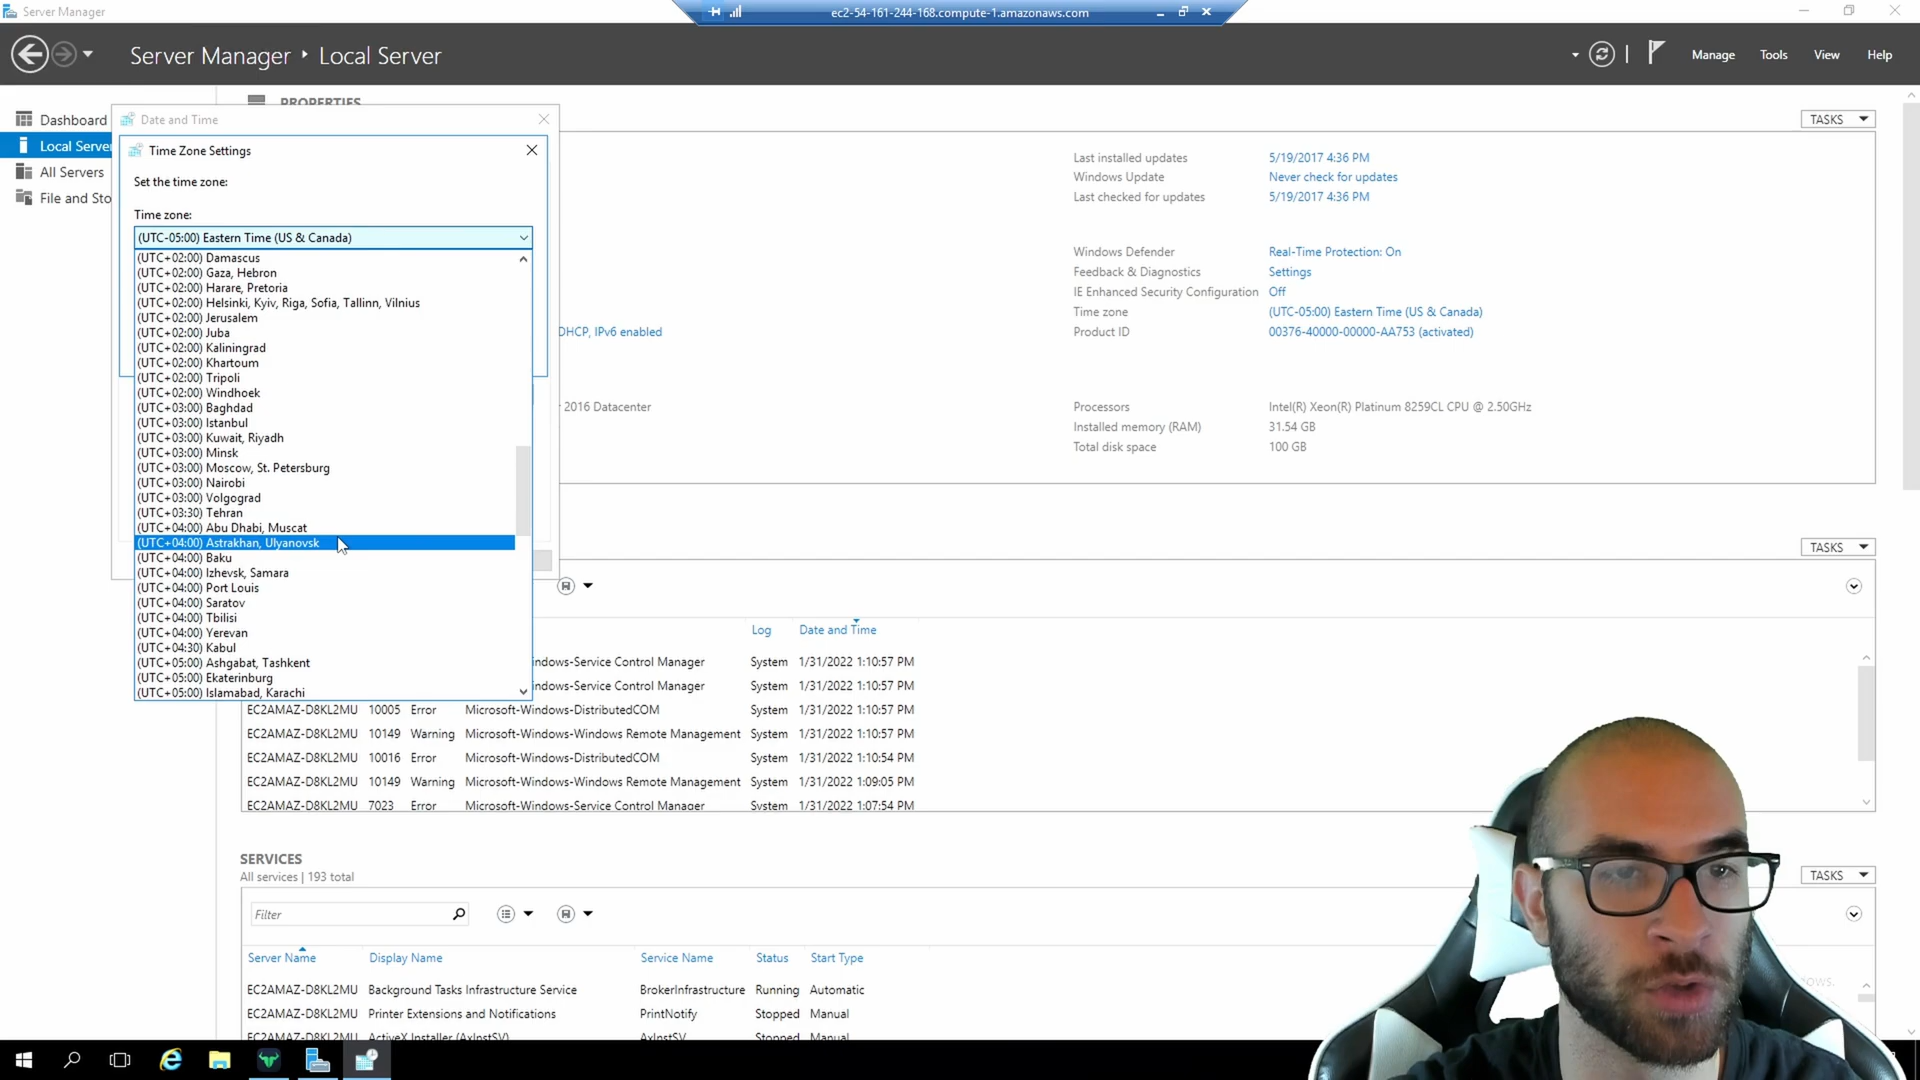 Server Manager
ec2-54-161-244-168.compute-1.amazonaws.com
Server Manager ‣ Local Server
Manage
Tools
View
Help
Dashboard
Local Serve
All Servers
File and Sto
PROPERTIES
TASKS
Date and Time
Time Zone Settings
Set the time zone:
Time zone:
(UTC-05:00) Eastern Time (US & Canada)
(UTC+02:00) Damascus
(UTC+02:00) Gaza, Hebron
(UTC+02:00) Harare, Pretoria
(UTC+02:00) Helsinki, Kyiv, Riga, Sofia, Tallinn, Vilnius
(UTC+02:00) Jerusalem
(UTC+02:00) Juba
(UTC+02:00) Kaliningrad
(UTC+02:00) Khartoum
(UTC+02:00) Tripoli
(UTC+02:00) Windhoek
(UTC+03:00) Baghdad
(UTC+03:00) Istanbul
(UTC+03:00) Kuwait, Riyadh
(UTC+03:00) Minsk
(UTC+03:00) Moscow, St. Petersburg
(UTC+03:00) Nairobi
(UTC+03:00) Volgograd
(UTC+03:30) Tehran
(UTC+04:00) Abu Dhabi, Muscat
(UTC+04:00) Astrakhan, Ulyanovsk
(UTC+04:00) Baku
(UTC+04:00) Izhevsk, Samara
(UTC+04:00) Port Louis
(UTC+04:00) Saratov
(UTC+04:00) Tbilisi
(UTC+04:00) Yerevan
(UTC+04:30) Kabul
(UTC+05:00) Ashgabat, Tashkent
(UTC+05:00) Ekaterinburg
(UTC+05:00) Islamabad, Karachi
DHCP, IPv6 enabled
2016 Datacenter
Last installed updates 5/19/2017 4:36 PM
Windows Update Never check for updates
Last checked for updates 5/19/2017 4:36 PM
Windows Defender Real-Time Protection: On
Feedback & Diagnostics Settings
IE Enhanced Security Configuration Off
Time zone (UTC-05:00) Eastern Time (US & Canada)
Product ID 00376-40000-00000-AA753 (activated)
Processors Intel(R) Xeon(R) Platinum 8259CL CPU @ 2.50GHz
Installed memory (RAM) 31.54 GB
Total disk space 100 GB
TASKS
Log Date and Time
indows-Service Control Manager System 1/31/2022 1:10:57 PM
indows-Service Control Manager System 1/31/2022 1:10:57 PM
EC2AMAZ-D8KL2MU 10005 Error Microsoft-Windows-DistributedCOM System 1/31/2022 1:10:57 PM
EC2AMAZ-D8KL2MU 10149 Warning Microsoft-Windows-Windows Remote Management System 1/31/2022 1:10:57 PM
EC2AMAZ-D8KL2MU 10016 Error Microsoft-Windows-DistributedCOM System 1/31/2022 1:10:54 PM
EC2AMAZ-D8KL2MU 10149 Warning Microsoft-Windows-Windows Remote Management System 1/31/2022 1:09:05 PM
EC2AMAZ-D8KL2MU 7023 Error Microsoft-Windows-Service Control Manager System 1/31/2022 1:07:54 PM
SERVICES
All services | 193 total
TASKS
Filter
Server Name Display Name Service Name Status Start Type
EC2AMAZ-D8KL2MU Background Tasks Infrastructure Service BrokerInfrastructure Running Automatic
EC2AMAZ-D8KL2MU Printer Extensions and Notifications PrintNotify Stopped Manual
EC2AMAZ-D8KL2MU ActiveX Installer (AxInstSV) AxInstSV Stopped Manual